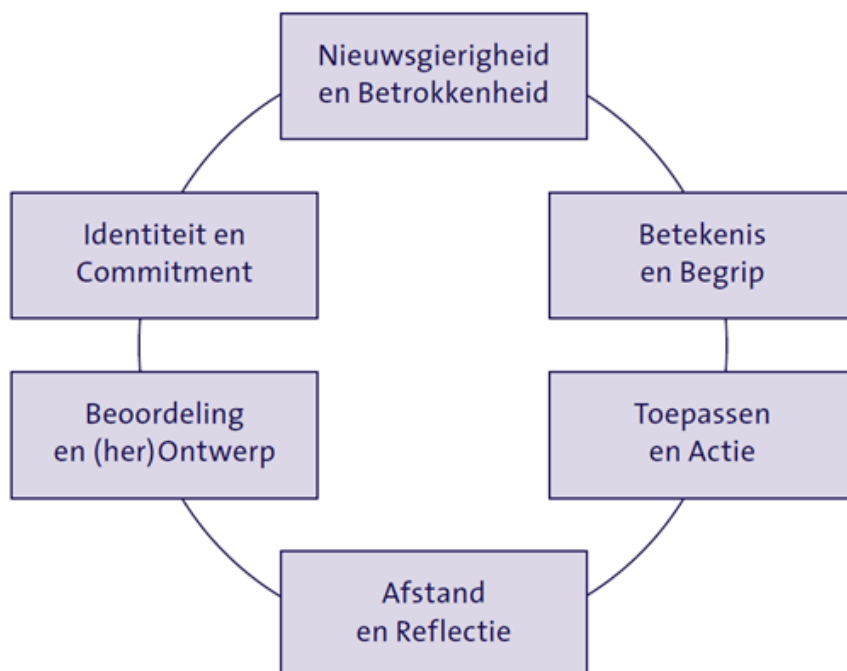 Nieuwsgierigheid
en Betrokkenheid
Identiteit en
Commitment
Betekenis
en Begrip
Beoordeling
en (her)Ontwerp
Toepassen
en Actie
Afstand
en Reflectie